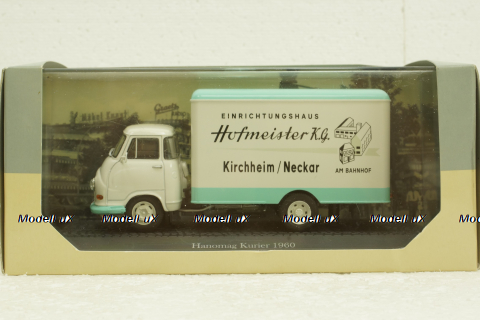 EINRICHTUNGSHAUS
Hofmeister K.G.
Kirchheim/Neckar
AM BAHNHOF
Hanomag Kurier 1960